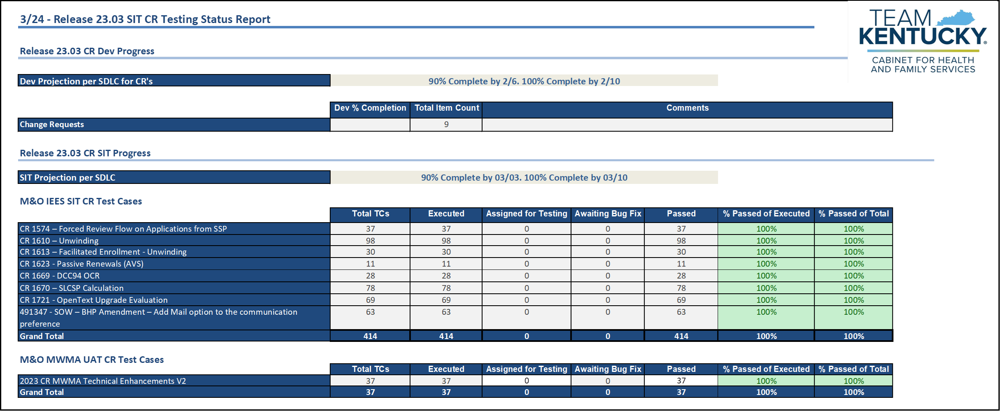 3/24 - Release 23.03 SIT CR Testing Status Report
TEAM
KENTUCKY®
CABINET FOR HEALTH
AND FAMILY SERVICES
Release 23.03 CR Dev Progress
Dev Projection per SDLC for CR's 90% Complete by 2/6. 100% Complete by 2/10
Dev % Completion Total Item Count Comments
Change Requests 9
Release 23.03 CR SIT Progress
SIT Projection per SDLC 90% Complete by 03/03. 100% Complete by 03/10
M&O IEES SIT CR Test Cases
Total TCs Executed Assigned for Testing Awaiting Bug Fix Passed % Passed of Executed % Passed of Total
CR 1574 – Forced Review Flow on Applications from SSP 37 37 0 0 37 100% 100%
CR 1610 – Unwinding 98 98 0 0 98 100% 100%
CR 1613 – Facilitated Enrollment - Unwinding 30 30 0 0 30 100% 100%
CR 1623 - Passive Renewals (AVS) 11 11 0 0 11 100% 100%
CR 1669 - DCC94 OCR 28 28 0 0 28 100% 100%
CR 1670 – SLCSP Calculation 78 78 0 0 78 100% 100%
CR 1721 - OpenText Upgrade Evaluation 69 69 0 0 69 100% 100%
491347 - SOW – BHP Amendment – Add Mail option to the communication 63 63 0 0 63 100% 100%
preference
Grand Total 414 414 0 0 414 100% 100%
M&O MWMA UAT CR Test Cases
Total TCs Executed Assigned for Testing Awaiting Bug Fix Passed % Passed of Executed % Passed of Total
2023 CR MWMA Technical Enhancements V2 37 37 0 0 37 100% 100%
Grand Total 37 37 0 0 37 100% 100%